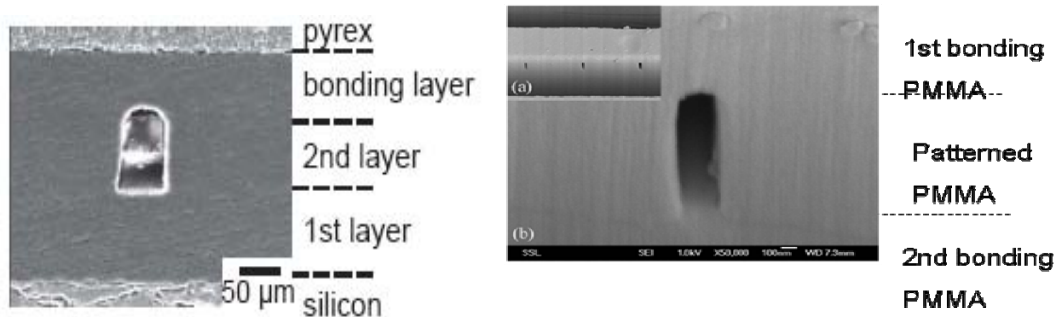 pyrex
bonding layer
2nd layer
1st layer
50 µm
silicon
(a)
(b)
SSL SEI 1.0kV X50,000 100nm WD 7.3mm
1st bonding
PMMA
Patterned
PMMA
2nd bonding
PMMA